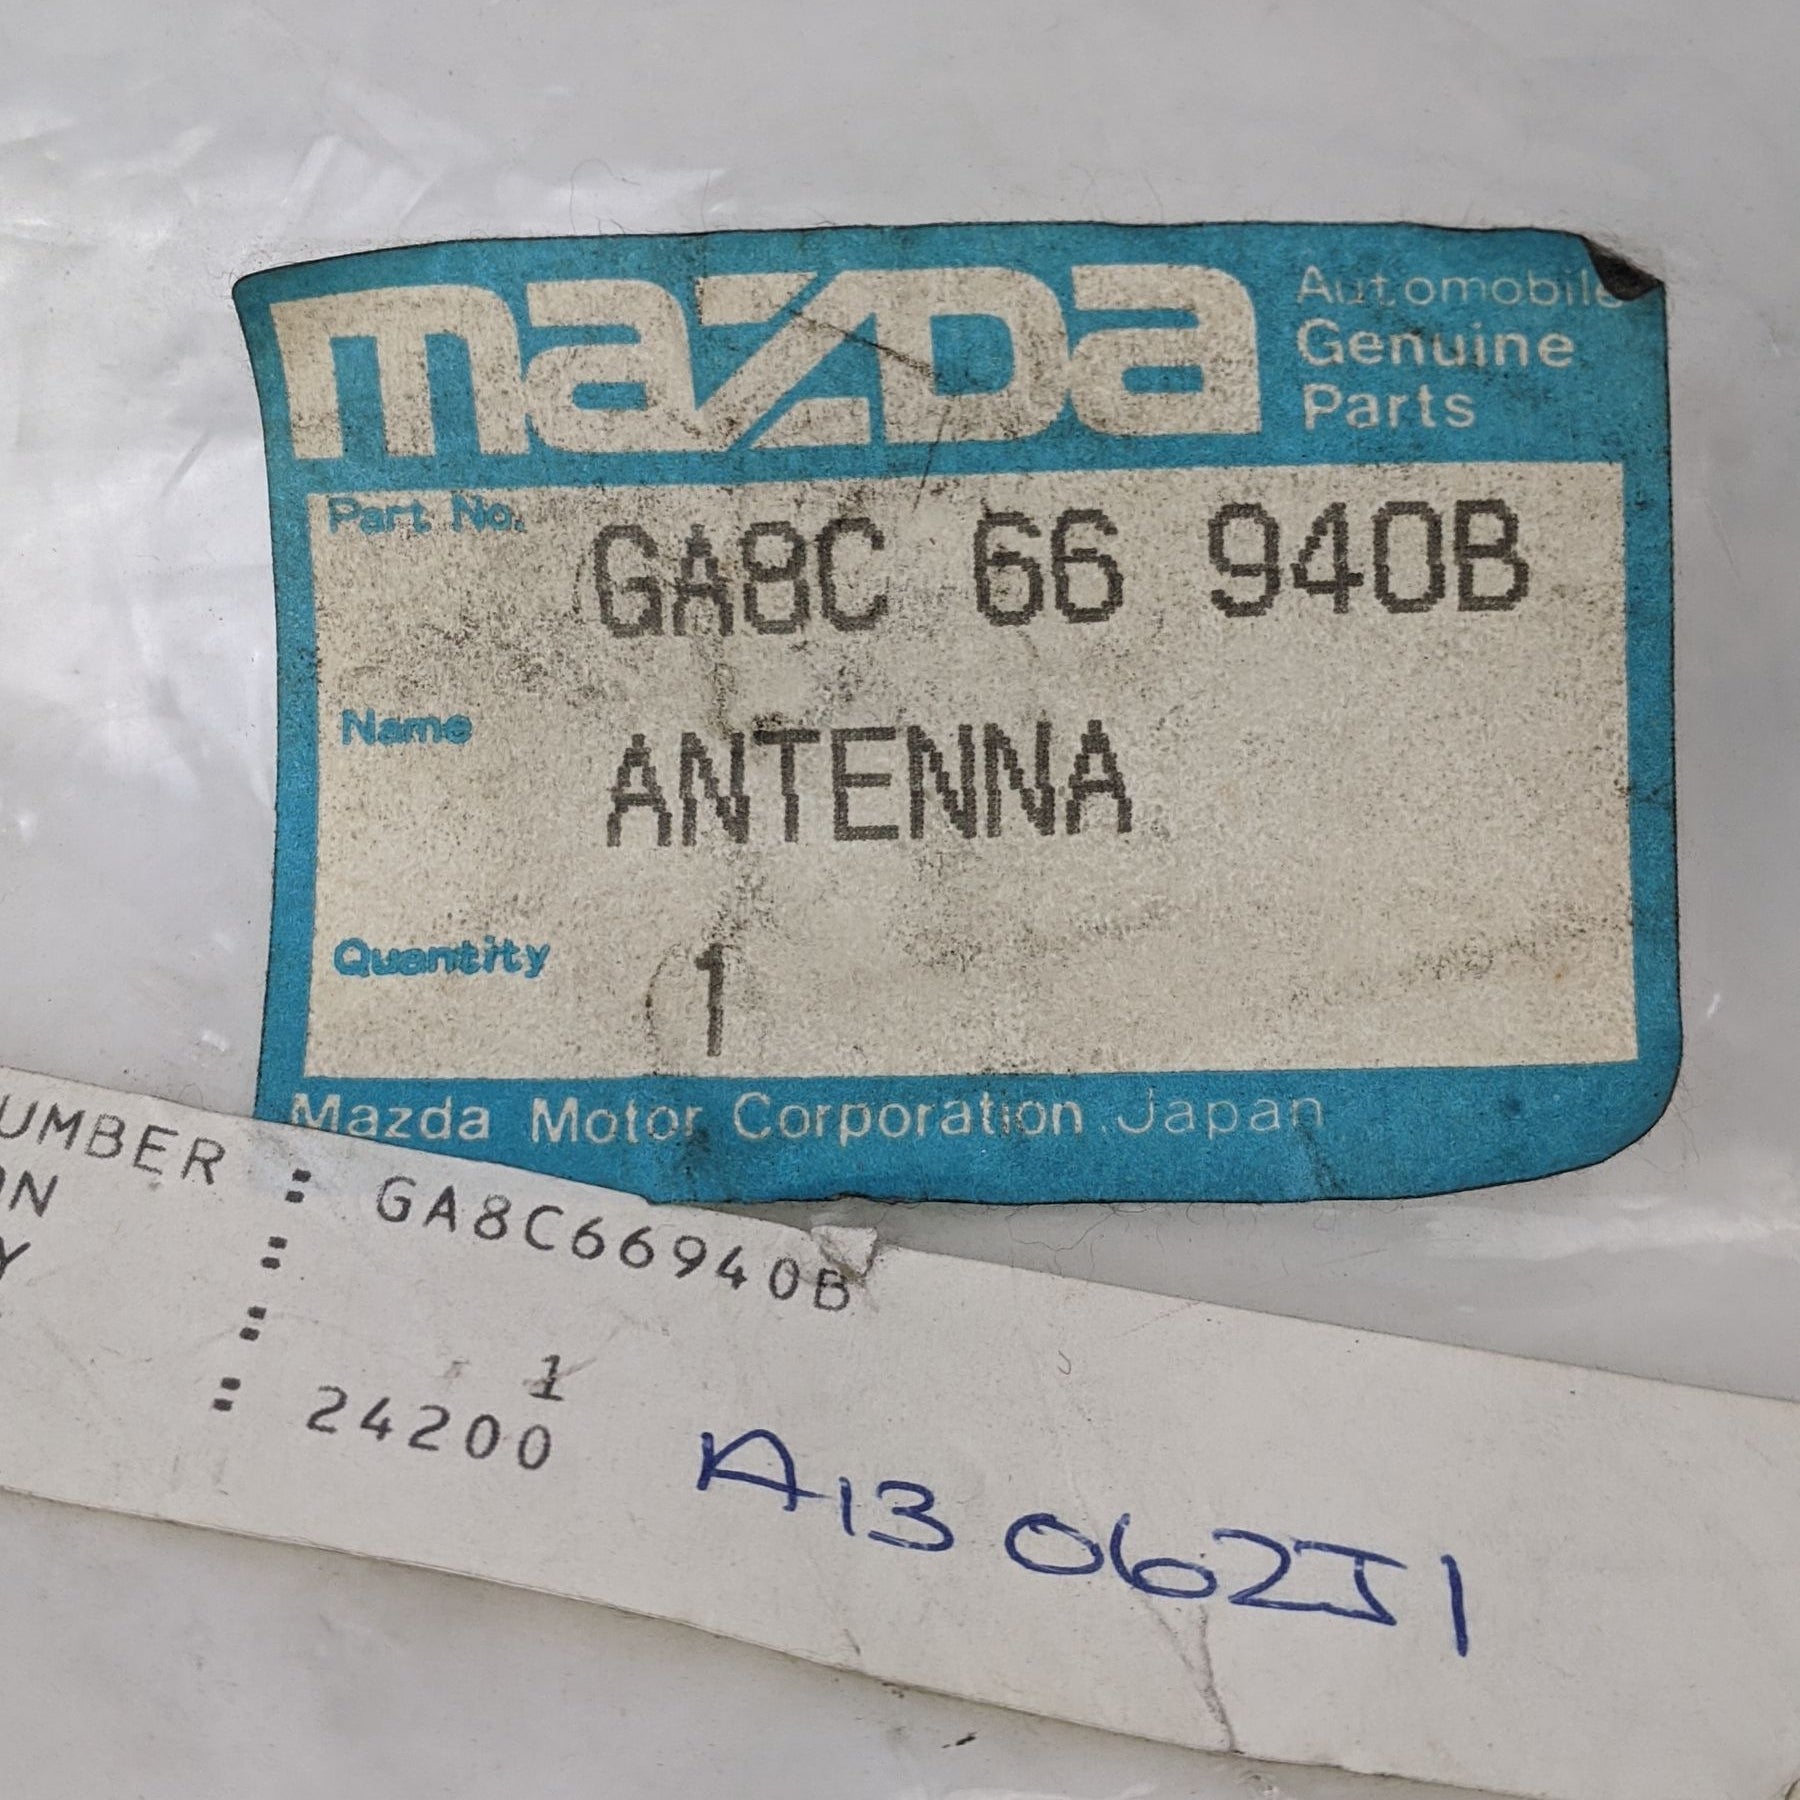 mazda
Automobile
Genuine
Parts
Part No. GA8C 66 940B
Name ANTENNA
Quantity 1
Mazda Motor Corporation Japan
UMBER : GA8C66940B
ON :
Y : 1
: 24200
A13 062J1